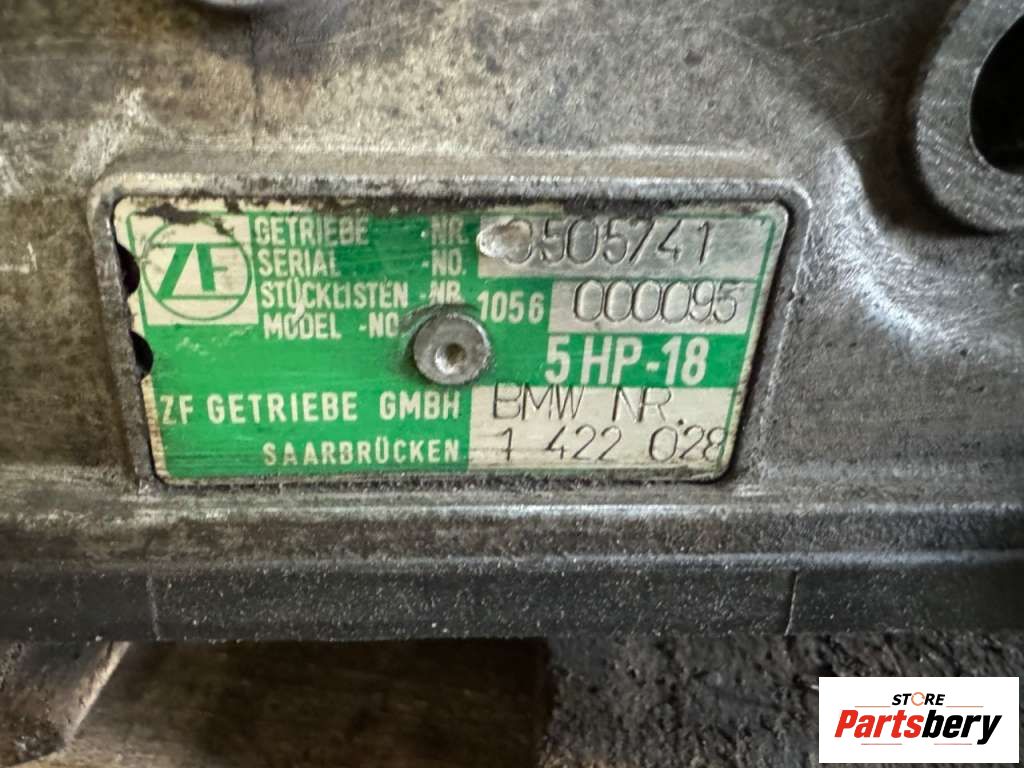 ZF
GETRIEBE -NR. 0505741
SERIAL -NO.
STÜCKLISTEN -NR. 1056 000095
MODEL -NO.
5 HP-18
ZF GETRIEBE GMBH BMW NR.
SAARBRÜCKEN 1 422 028
STORE
Partsbery